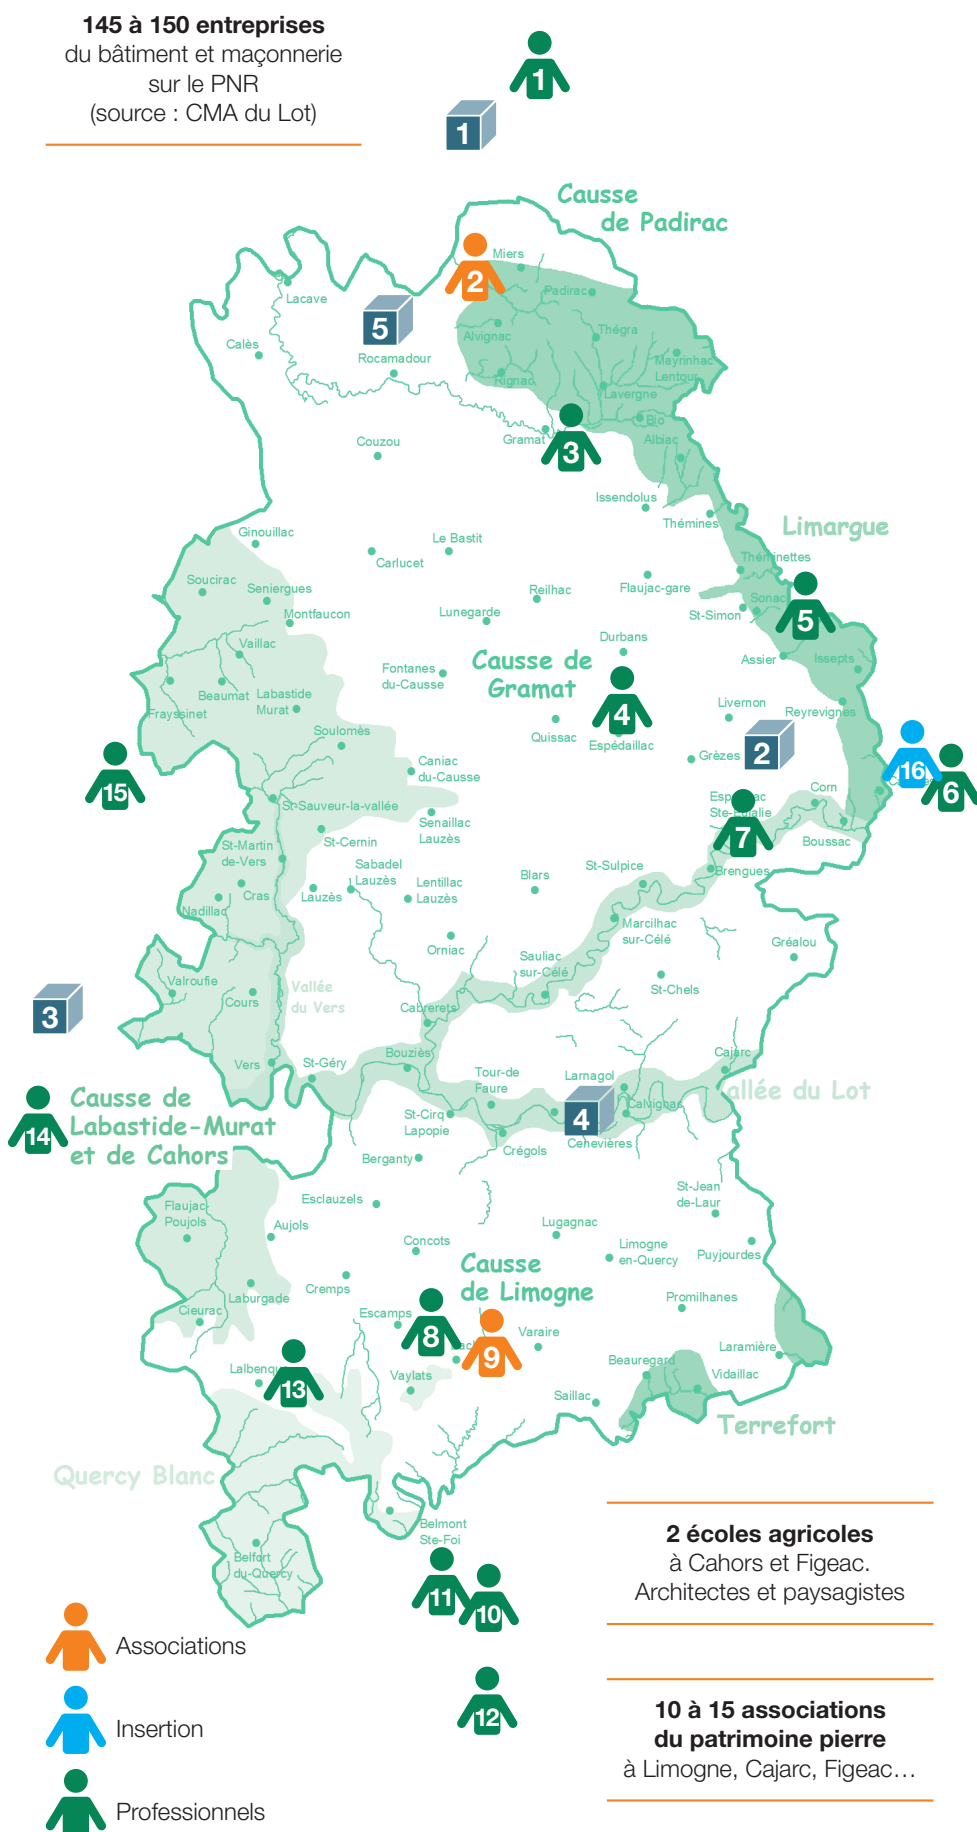 145 à 150 entreprises
du bâtiment et maçonnerie
sur le PNR
(source : CMA du Lot)
1
1
Causse
de Padirac
Miers
2
Padirac
Lacave
5
Thégra
Alvignac
Calès
Rocamadour
Mayrinhac
Lentour
Rignac
Lavergne
Bio
Gramat
3
Albiac
Couzou
Issendolus
Thémines
Limargue
Ginouillac
Le Bastit
Carlucet
Théminettes
Soucirac
Seniergues
Reilhac
Flaujac-gare
Sonac
5
Montfaucon
Lunegarde
St-Simon
Vaillac
Durbans
Causse de
Gramat
Fontanes
du-Causse
Assier
Issepts
Beaumat
Labastide
Murat
4
Livernon
Frayssinet
Reyrevignes
Soulomès
Quissac
Espédaillac
2
Grèzes
Caniac
du-Causse
15
16
6
Corn
St-Sauveur-la-vallée
Ste-Eulalie
Senaillac
Lauzès
7
St-Cernin
Boussac
St-Martin
de-Vers
Sabadel
Lauzès
St-Sulpice
Brengues
Blars
Lentillac
Lauzès
Cras
Lauzès
Nadillac
Marcilhac
sur-Célé
Orniac
Gréalou
Sauliac
sur-Célé
Valroufie
Vallée
du Vers
St-Chels
Cours
3
Cabrerets
Bouziès
Cajarc
Vers
St-Géry
Tour-de
Faure
Larnagol
allée du Lot
Causse de
Labastide-Murat
et de Cahors
14
Calvignac
4
St-Cirq
Lapopie
Cenevières
Crégols
Berganty
St-Jean
de-Laur
Esclauzels
Flaujac-
Poujols
Aujols
Lugagnac
Concots
Limogne
en-Quercy
Puyjourdes
Causse
de Limogne
Cremps
Laburgade
Promilhanes
Cieurac
Escamps
8
9
Varaire
Laramière
Beauregard
Vaylats
Vidaillac
13
Saillac
Terrefort
Quercy Blanc
Belmont
Ste-Foi
2 écoles agricoles
à Cahors et Figeac.
Architectes et paysagistes
Belfort
du-Quercy
11
10
Associations
12
10 à 15 associations
du patrimoine pierre
à Limogne, Cajarc, Figeac…
Insertion
Professionnels